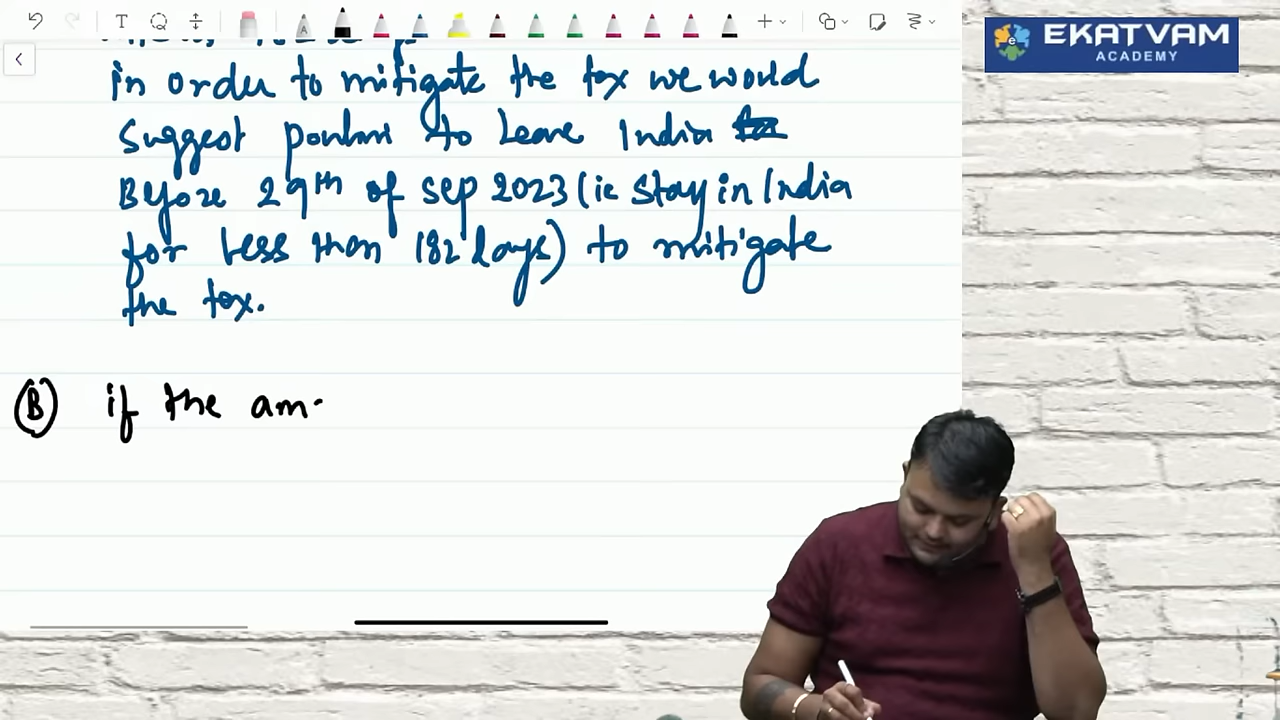 in order to mitigate the tax we would
suggest to Leave India
Before 29th of Sep 2023 (ie stay in India
for less than 182 days) to mitigate
the tax.
B if the am
T
EKATVAM
ACADEMY